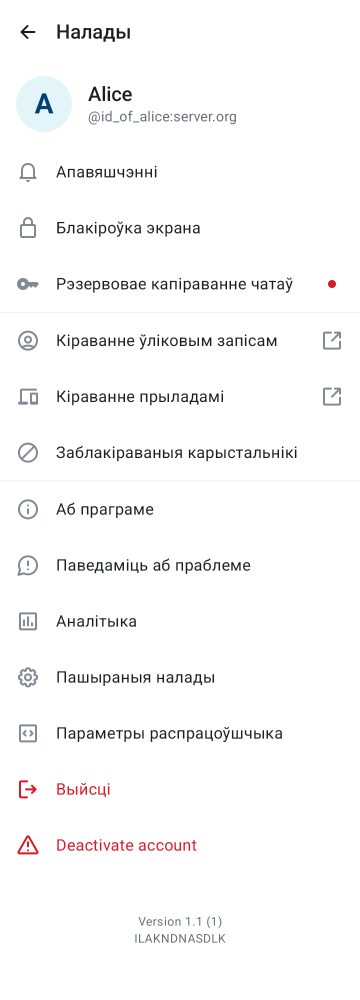 Налады
A
Alice
@id_of_alice:server.org
Апавяшчэнні
Блакіроўка экрана
Рэзервовае капіраванне чатаў
Кіраванне ўліковым запісам
Кіраванне прыладамі
Заблакіраваныя карыстальнікі
Аб праграме
Паведаміць аб праблеме
Аналітыка
Пашыраныя налады
Параметры распрацоўшчыка
Выйсці
Deactivate account
Version 1.1 (1)
ILAKNDNASDLK